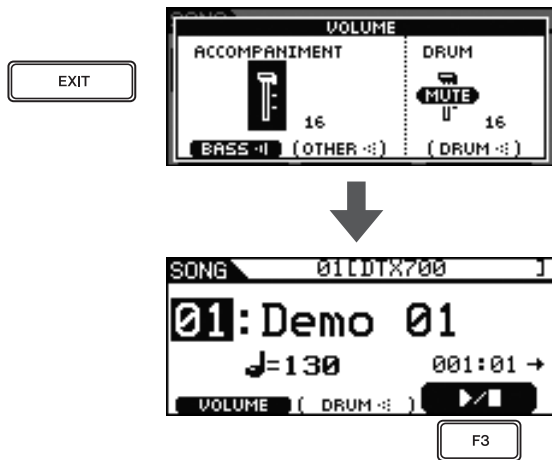 VOLUME
ACCOMPANIMENT DRUM
EXIT
MUTE
16 16
BASS (OTHER) (DRUM)
SONG 01[DTX700 ]
01:Demo 01
=130 001:01→
VOLUME ( DRUM )
F3